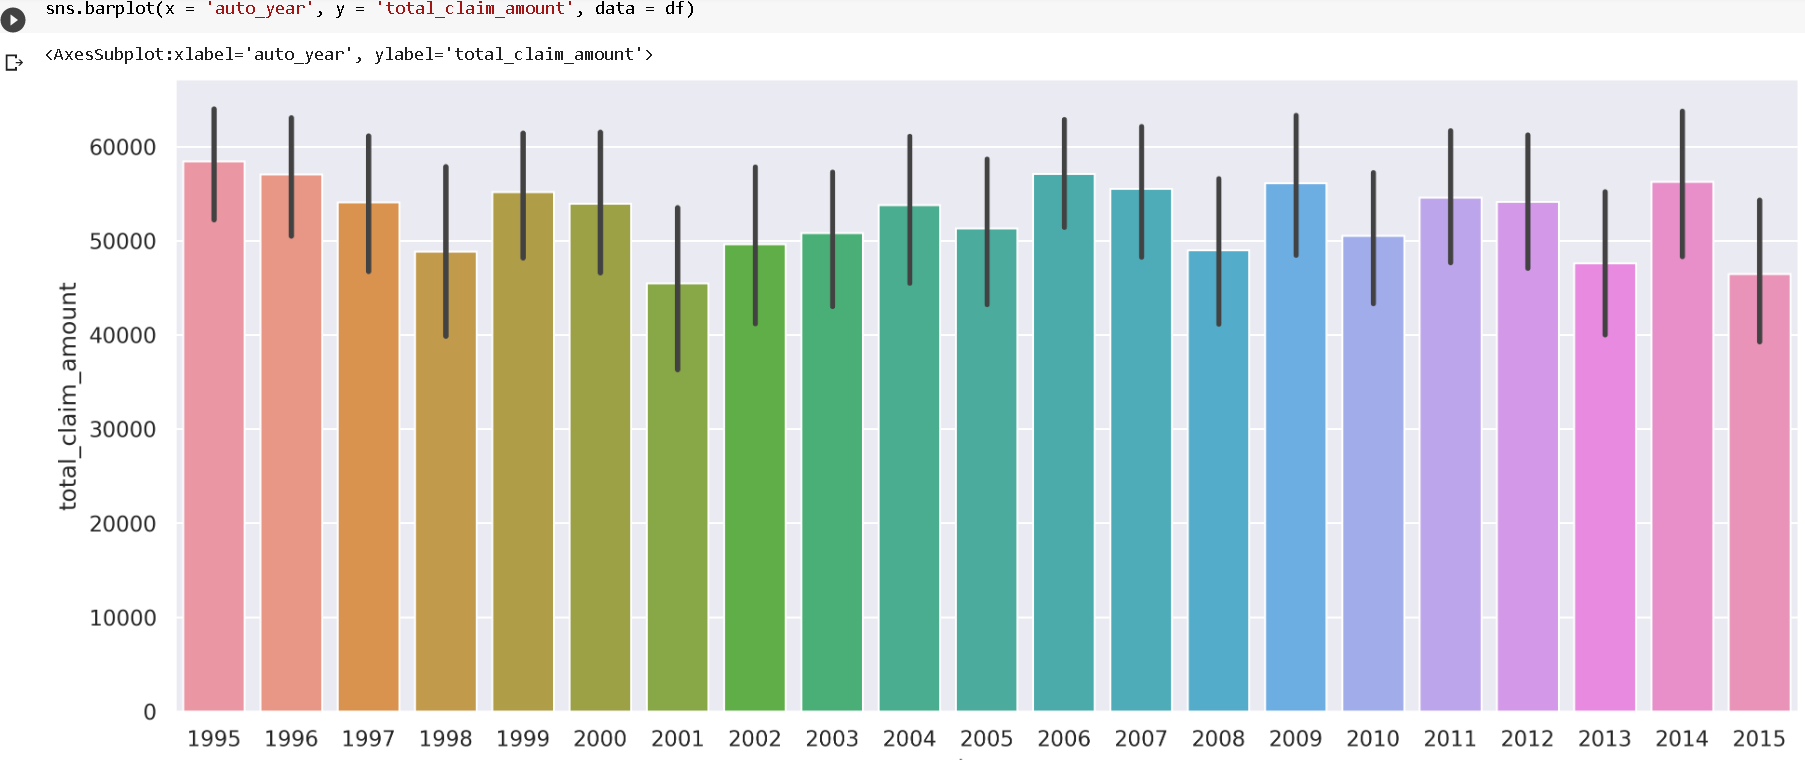 sns.barplot(x = 'auto_year', y = 'total_claim_amount', data = df)
<AxesSubplot:xlabel='auto_year', ylabel='total_claim_amount'>
60000
50000
40000
30000
20000
10000
0
total_claim_amount
1995 1996 1997 1998 1999 2000 2001 2002 2003 2004 2005 2006 2007 2008 2009 2010 2011 2012 2013 2014 2015